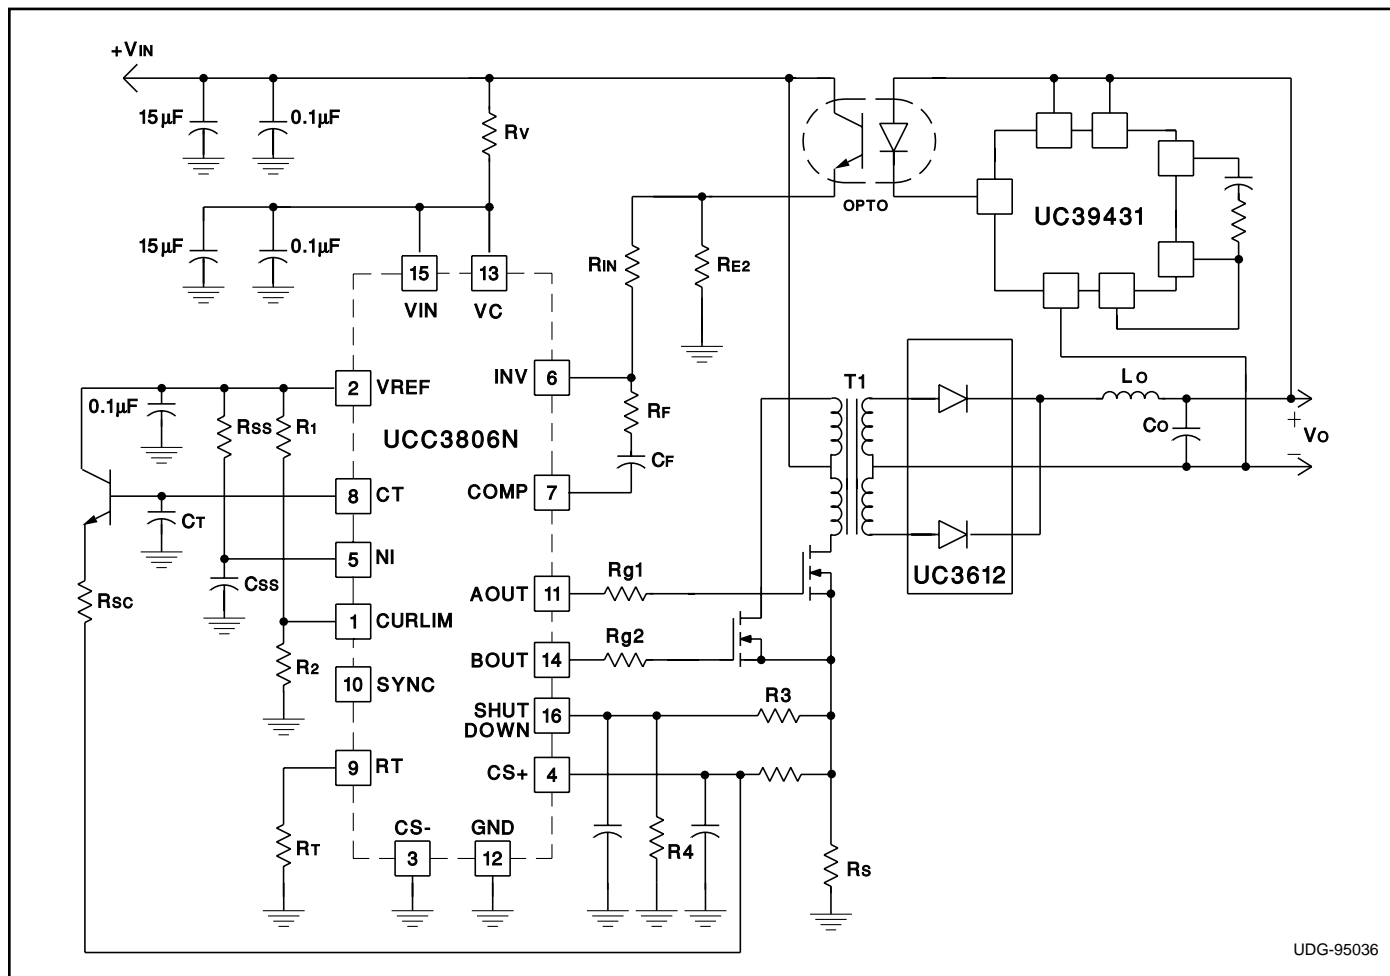 +VIN
15µF
0.1µF
RV
15µF
0.1µF
OPTO
UC39431
RIN
RE2
15
13
VIN
VC
2
VREF
INV
6
0.1µF
RSS
R1
UCC3806N
RF
CF
T1
LO
CO
+
VO
–
8
CT
COMP
7
CT
5
NI
CSS
UC3612
RSC
AOUT
11
Rg1
1
CURLIM
BOUT
14
Rg2
R2
10
SYNC
SHUT
DOWN
16
R3
9
RT
CS+
4
RT
CS-
GND
3
12
R4
RS
UDG-95036